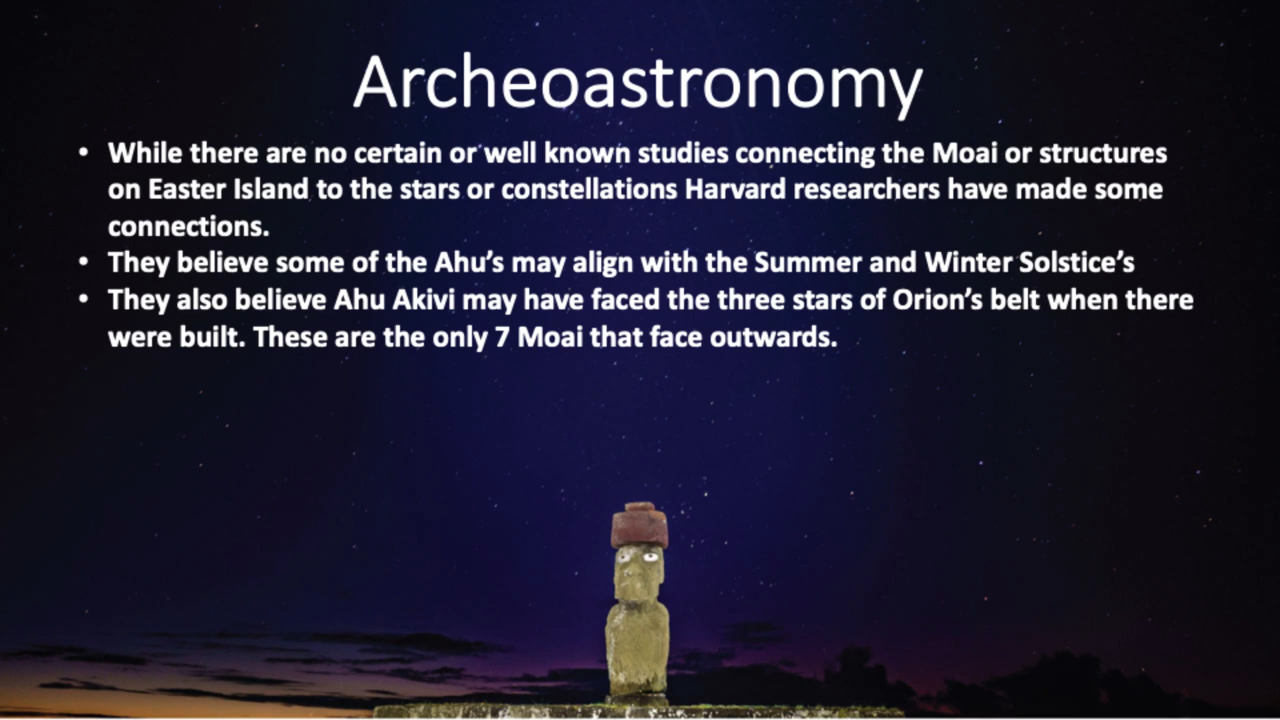 Archeoastronomy
• While there are no certain or well known studies connecting the Moai or structures
on Easter Island to the stars or constellations Harvard researchers have made some
connections.
• They believe some of the Ahu’s may align with the Summer and Winter Solstice’s
• They also believe Ahu Akivi may have faced the three stars of Orion’s belt when there
were built. These are the only 7 Moai that face outwards.